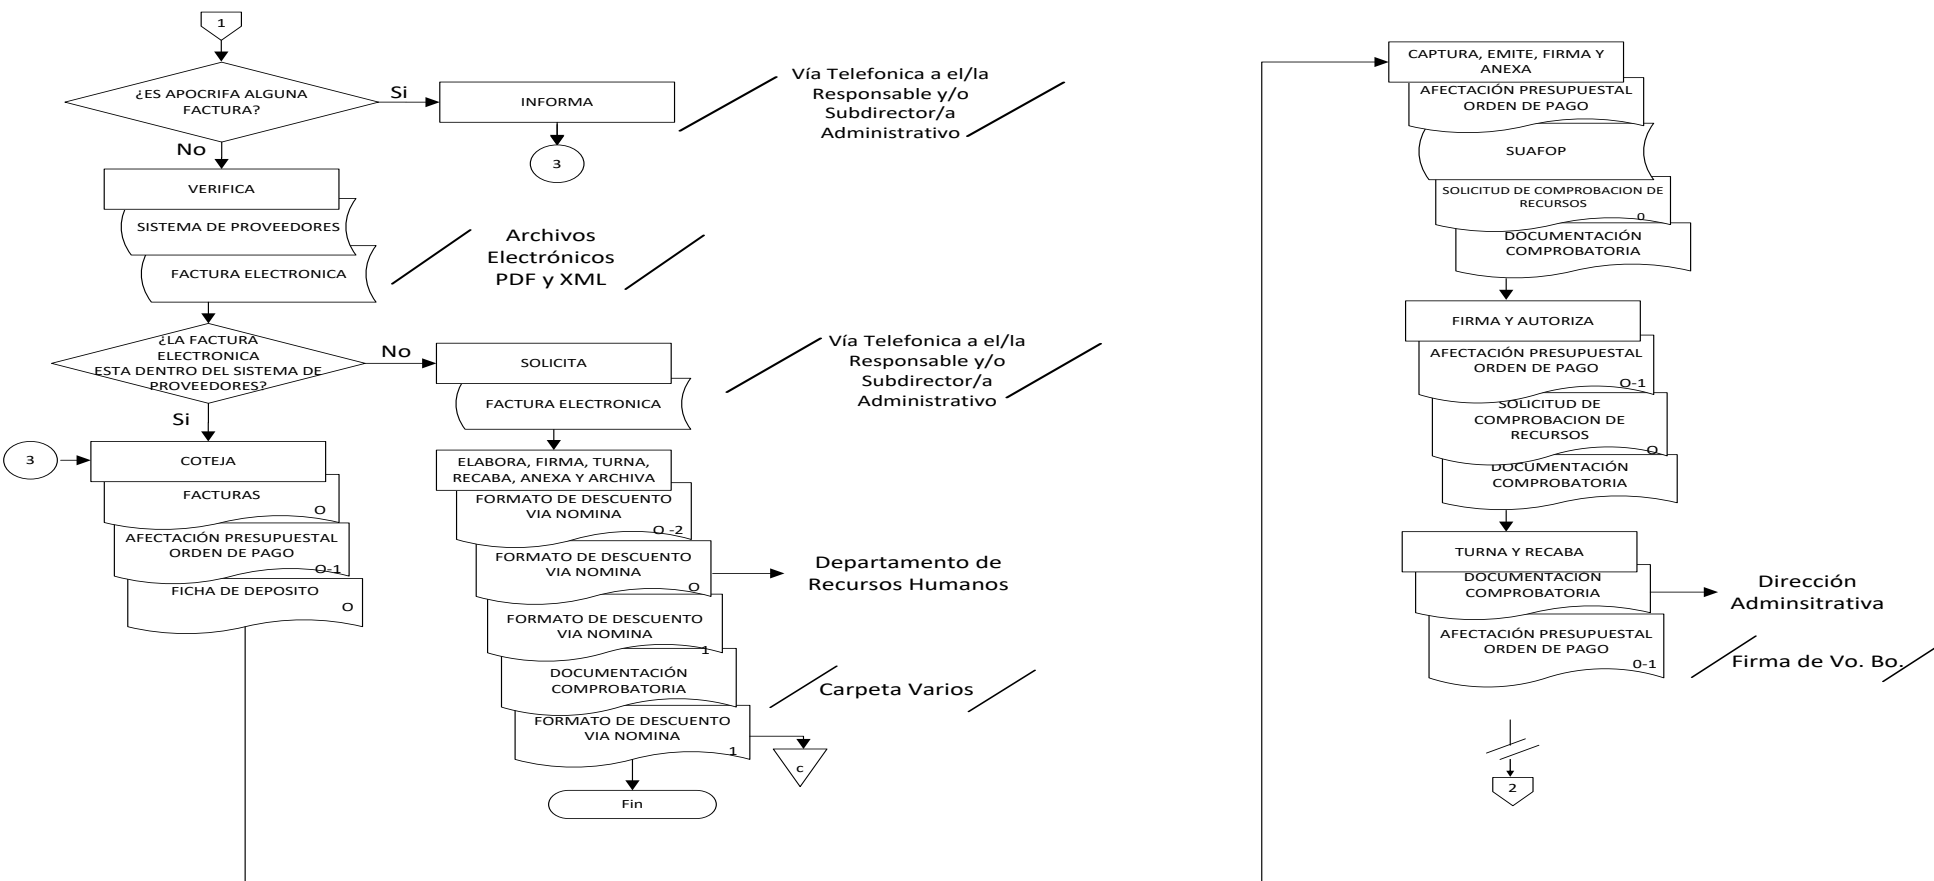 1
¿ES APOCRIFA ALGUNA
FACTURA?
Si
INFORMA
Vía Telefonica a el/la
Responsable y/o
Subdirector/a
Administrativo
3
No
VERIFICA
SISTEMA DE PROVEEDORES
FACTURA ELECTRONICA
Archivos
Electrónicos
PDF y XML
¿LA FACTURA
ELECTRONICA
ESTA DENTRO DEL SISTEMA DE
PROVEEDORES?
No
SOLICITA
FACTURA ELECTRONICA
Vía Telefonica a el/la
Responsable y/o
Subdirector/a
Administrativo
Si
3
COTEJA
FACTURAS
O
AFECTACIÓN PRESUPUESTAL
ORDEN DE PAGO
O-1
FICHA DE DEPOSITO
O
ELABORA, FIRMA, TURNA,
RECABA, ANEXA Y ARCHIVA
FORMATO DE DESCUENTO
VIA NOMINA
O -2
FORMATO DE DESCUENTO
VIA NOMINA
O
Departamento de
Recursos Humanos
FORMATO DE DESCUENTO
VIA NOMINA
1
DOCUMENTACIÓN
COMPROBATORIA
Carpeta Varios
FORMATO DE DESCUENTO
VIA NOMINA
1
c
Fin
CAPTURA, EMITE, FIRMA Y
ANEXA
AFECTACIÓN PRESUPUESTAL
ORDEN DE PAGO
SUAFOP
SOLICITUD DE COMPROBACION DE
RECURSOS
0
DOCUMENTACIÓN
COMPROBATORIA
FIRMA Y AUTORIZA
AFECTACIÓN PRESUPUESTAL
ORDEN DE PAGO
O-1
SOLICITUD DE
COMPROBACION DE
RECURSOS
O
DOCUMENTACIÓN
COMPROBATORIA
TURNA Y RECABA
DOCUMENTACIÓN
COMPROBATORIA
Dirección
Adminsitrativa
AFECTACIÓN PRESUPUESTAL
ORDEN DE PAGO
0-1
Firma de Vo. Bo.
2